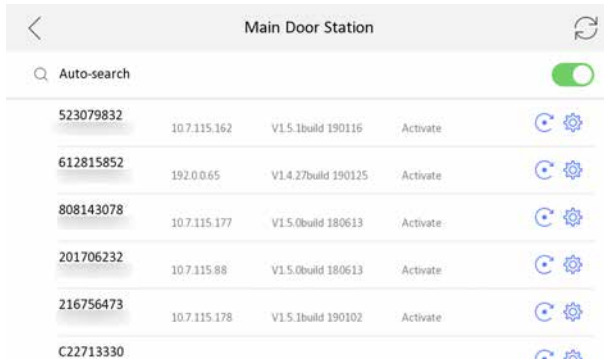 Main Door Station
Auto-search
523079832
10.7.115.162 V1.5.1build 190116 Activate
612815852
192.0.0.65 V1.4.27build 190125 Activate
808143078
10.7.115.177 V1.5.0build 180613 Activate
201706232
10.7.115.88 V1.5.0build 180613 Activate
216756473
10.7.115.178 V1.5.1build 190102 Activate
C22713330